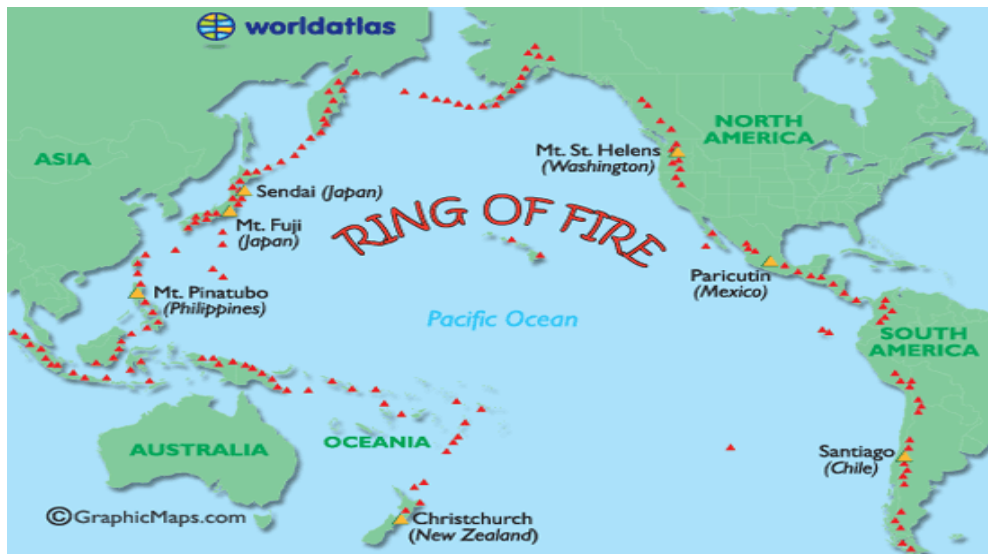 worldatlas
ASIA
NORTH
AMERICA
Mt. St. Helens
(Washington)
Sendai (Japan)
Mt. Fuji
(Japan)
RING OF FIRE
Paricutín
(Mexico)
Mt. Pinatubo
(Philippines)
Pacific Ocean
SOUTH
AMERICA
AUSTRALIA
OCEANIA
Santiago
(Chile)
©GraphicMaps.com
Christchurch
(New Zealand)